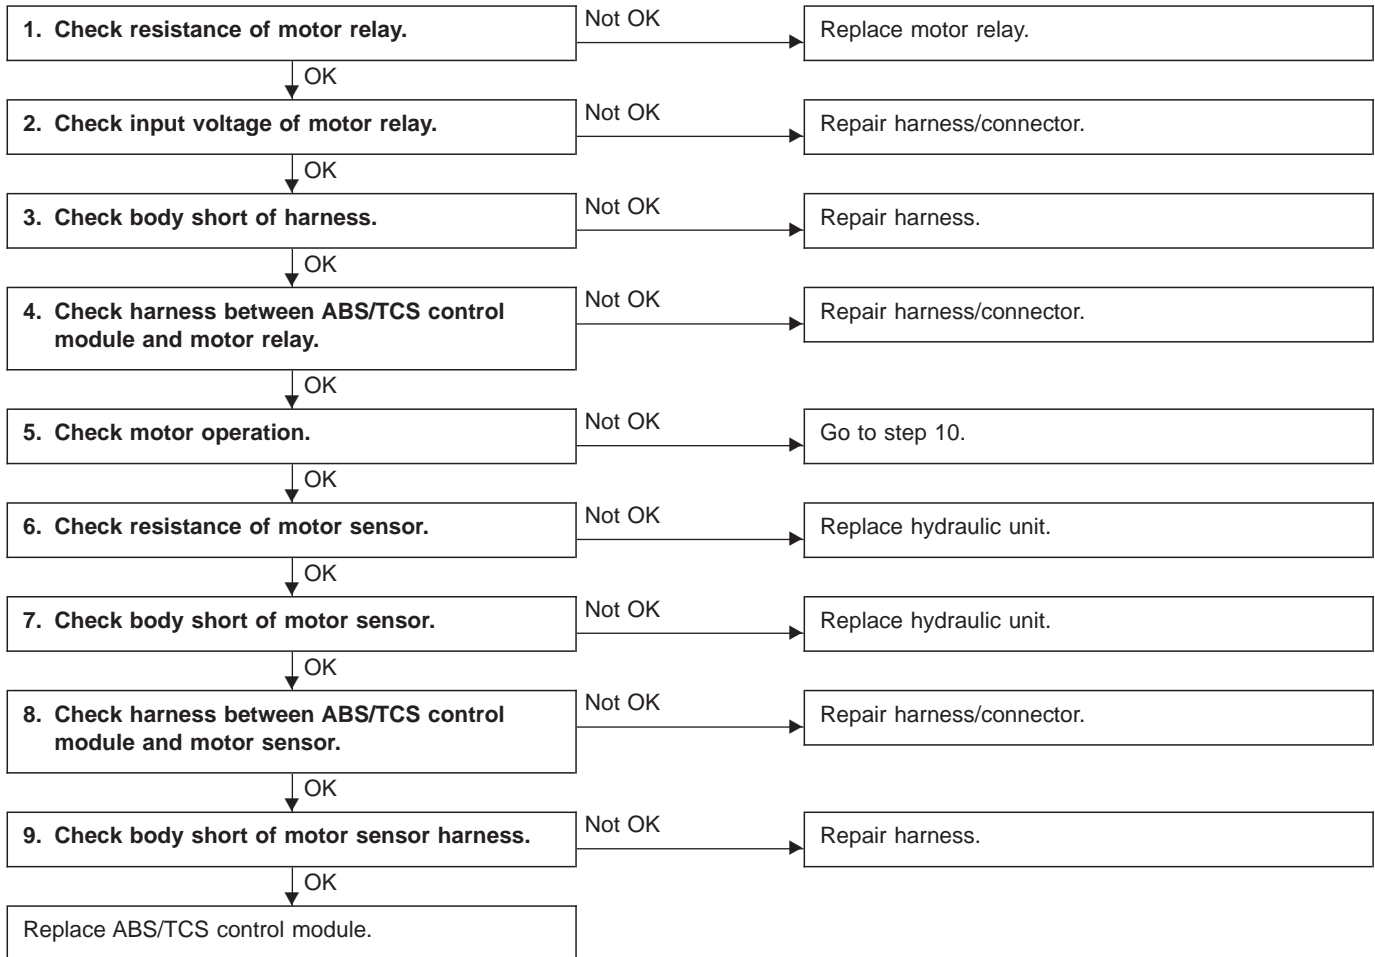 1. Check resistance of motor relay.
Not OK
Replace motor relay.
OK
2. Check input voltage of motor relay.
Not OK
Repair harness/connector.
OK
3. Check body short of harness.
Not OK
Repair harness.
OK
4. Check harness between ABS/TCS control
module and motor relay.
Not OK
Repair harness/connector.
OK
5. Check motor operation.
Not OK
Go to step 10.
OK
6. Check resistance of motor sensor.
Not OK
Replace hydraulic unit.
OK
7. Check body short of motor sensor.
Not OK
Replace hydraulic unit.
OK
8. Check harness between ABS/TCS control
module and motor sensor.
Not OK
Repair harness/connector.
OK
9. Check body short of motor sensor harness.
Not OK
Repair harness.
OK
Replace ABS/TCS control module.